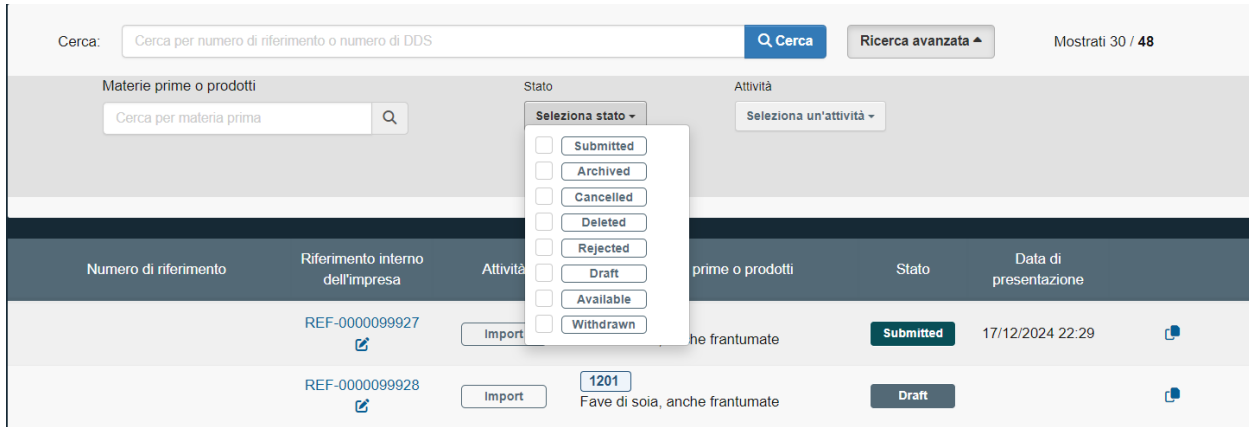 Cerca:
Cerca per numero di riferimento o numero di DDS
Cerca
Ricerca avanzata
Mostrati 30 / 48
Materie prime o prodotti
Stato
Attività
Cerca per materia prima
Seleziona stato
Seleziona un'attività
Submitted
Archived
Cancelled
Deleted
Rejected
Draft
Available
Withdrawn
Numero di riferimento
Riferimento interno
dell'impresa
Attività
prime o prodotti
Stato
Data di
presentazione
REF-0000099927
Import
frantumate
Submitted
17/12/2024 22:29
REF-0000099928
Import
1201
Fave di soia, anche frantumate
Draft